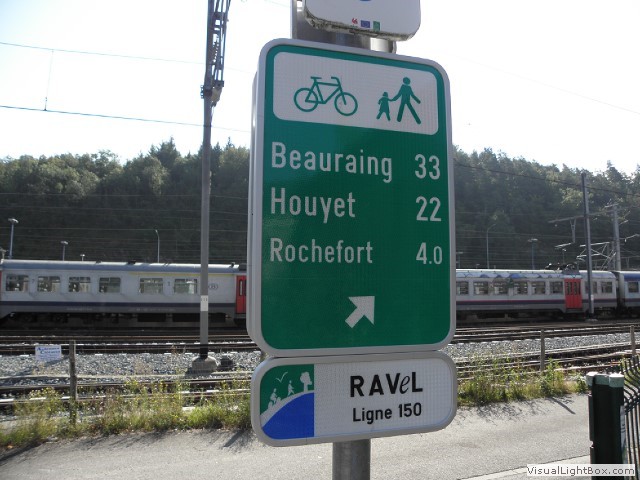 Beauraing 33
Houyet 22
Rochefort 4.0
RAVeL
Ligne 150
VisualLightBox.com